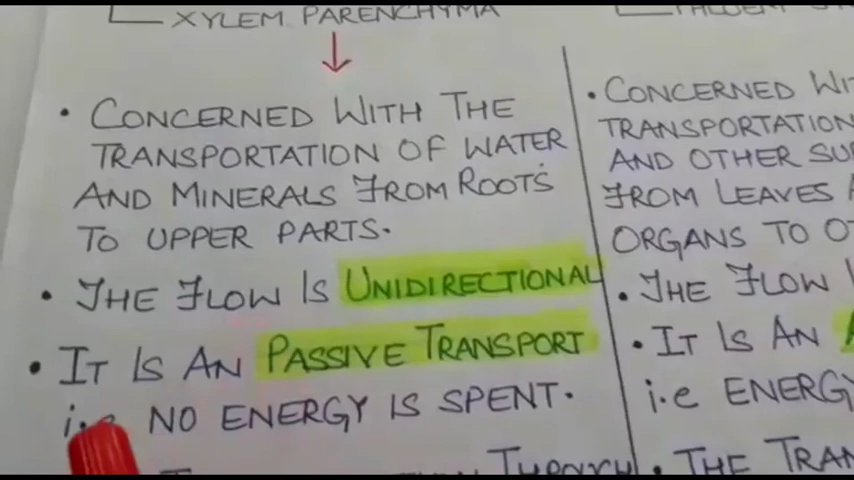 XYLEM PARENCHYMA
• CONCERNED WITH THE
TRANSPORTATION OF WATER
AND MINERALS FROM ROOTS
TO UPPER PARTS.
• THE FLOW IS UNIDIRECTIONAL
• IT IS AN PASSIVE TRANSPORT
i.e NO ENERGY IS SPENT.
THROUGH
• CONCERNED
TRANSPORTATION
AND OTHER
FROM LEAVES
ORGANS TO
• THE FLOW
• IT IS AN
i.e ENERGY
• THE